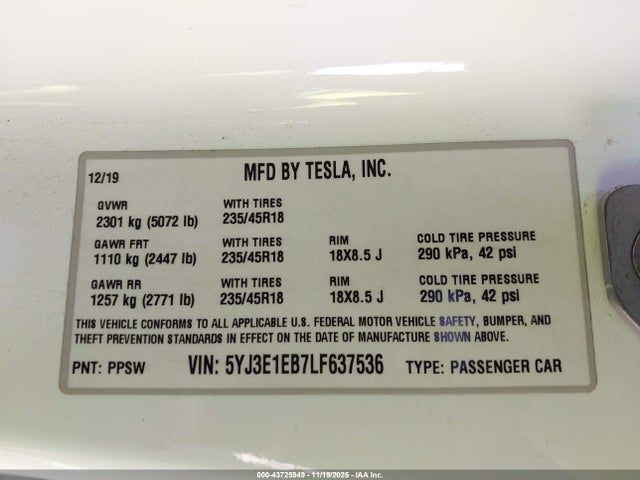 12/19 MFD BY TESLA, INC.
GVWR WITH TIRES
2301 kg (5072 lb) 235/45R18
GAWR FRT WITH TIRES RIM COLD TIRE PRESSURE
1110 kg (2447 lb) 235/45R18 18X8.5 J 290 kPa, 42 psi
GAWR RR WITH TIRES RIM COLD TIRE PRESSURE
1257 kg (2771 lb) 235/45R18 18X8.5 J 290 kPa, 42 psi
THIS VEHICLE CONFORMS TO ALL APPLICABLE U.S. FEDERAL MOTOR VEHICLE SAFETY, BUMPER, AND
THEFT PREVENTION STANDARDS IN EFFECT ON THE DATE OF MANUFACTURE SHOWN ABOVE.
PNT: PPSW VIN: 5YJ3E1EB7LF637536 TYPE: PASSENGER CAR
000-43725949 - 11/19/2025 - IAA Inc.